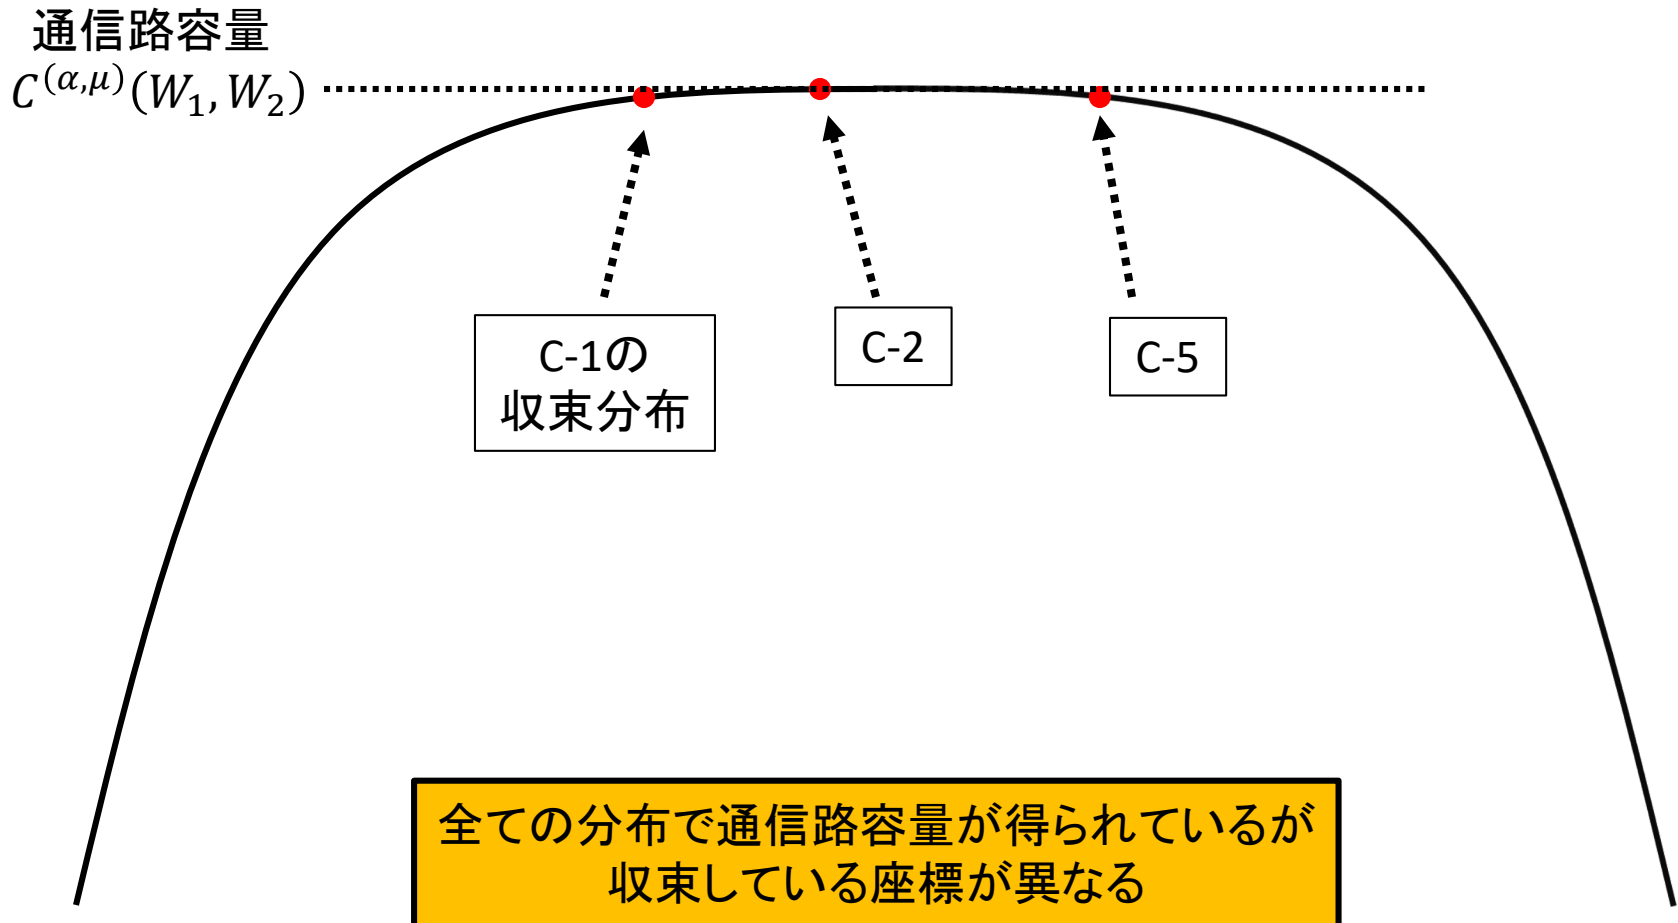 通信路容量
C^{(α,μ)}(W_1, W_2)
C-1の
収束分布
C-2
C-5
全ての分布で通信路容量が得られているが
収束している座標が異なる